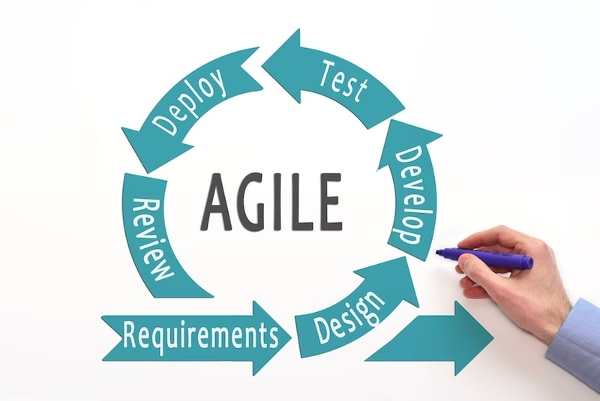 AGILE
Requirements
Design
Develop
Test
Deploy
Review